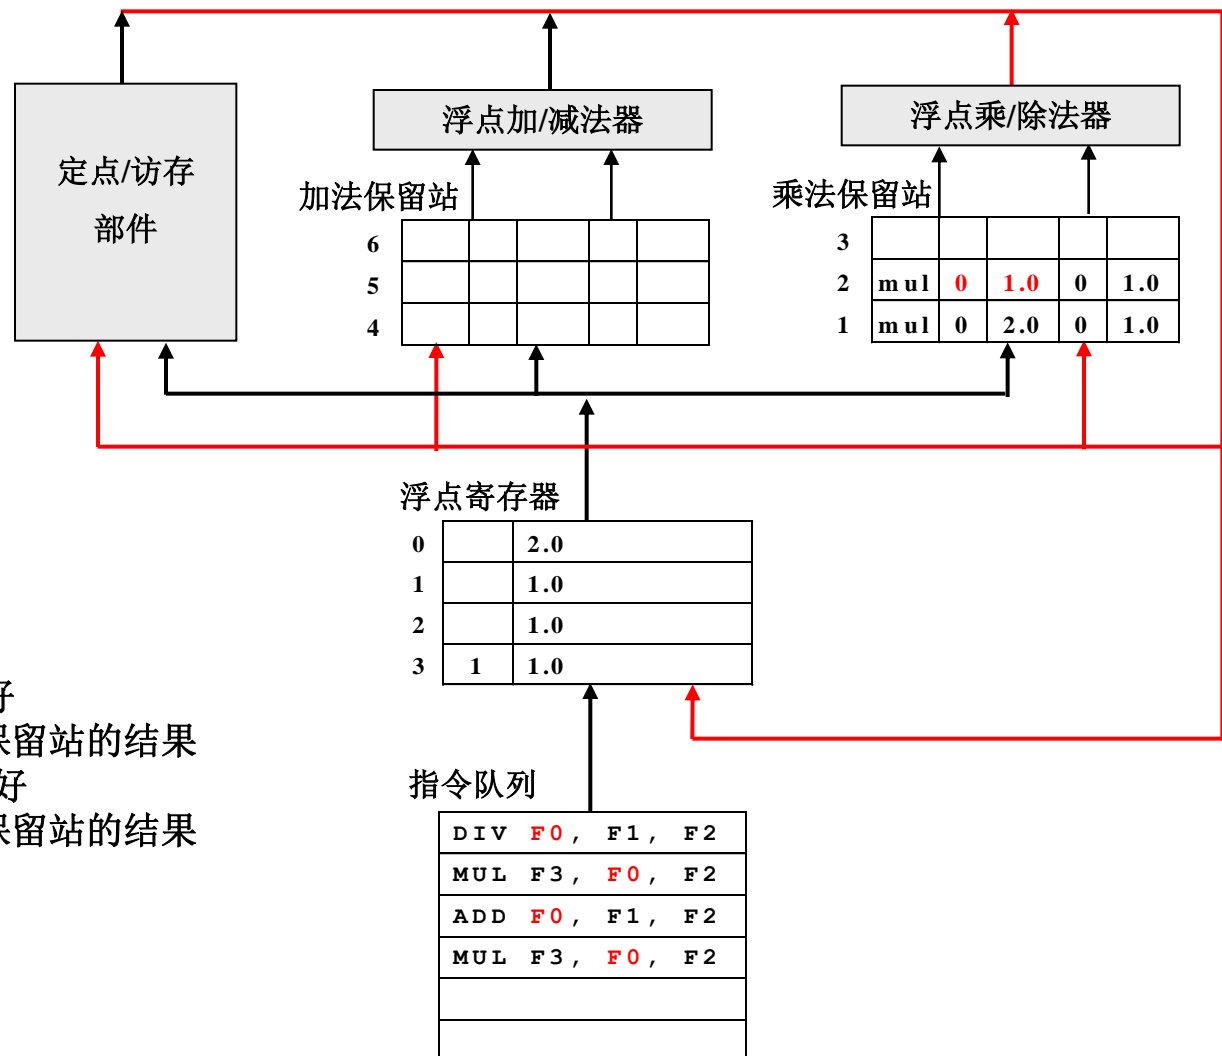 定点/访存
部件
浮点加/减法器
浮点乘/除法器
加法保留站
6
5
4
乘法保留站
3
2 mul 0 1.0 0 1.0
1 mul 0 2.0 0 1.0
浮点寄存器
0 2.0
1 1.0
2 1.0
3 1 1.0
好
保留站的结果
好
保留站的结果
指令队列
DIV F0, F1, F2
MUL F3, F0, F2
ADD F0, F1, F2
MUL F3, F0, F2